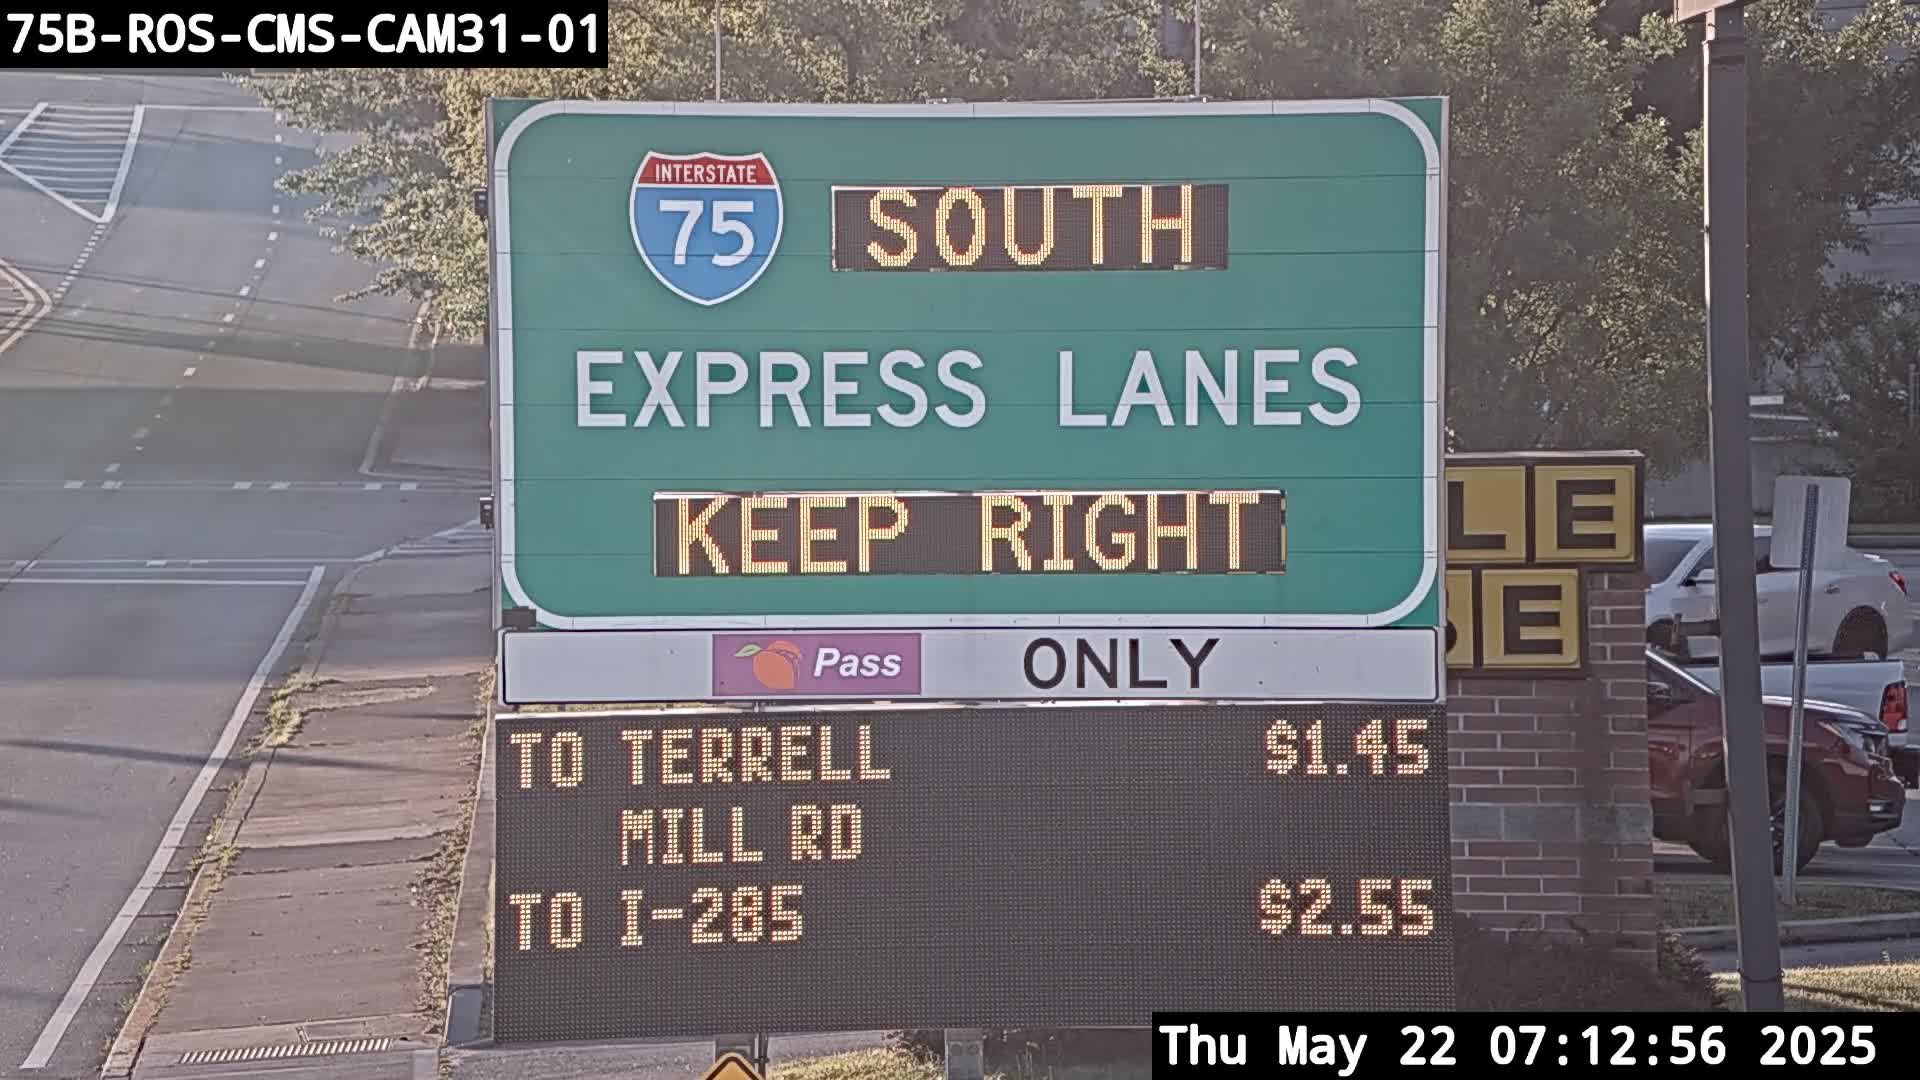 75B-ROS-CMS-CAM31-01
INTERSTATE
75
SOUTH
EXPRESS LANES
KEEP RIGHT
Pass ONLY
LE
E
TO TERRELL $1.45
MILL RD
TO I-285 $2.55
Thu May 22 07:12:56 2025